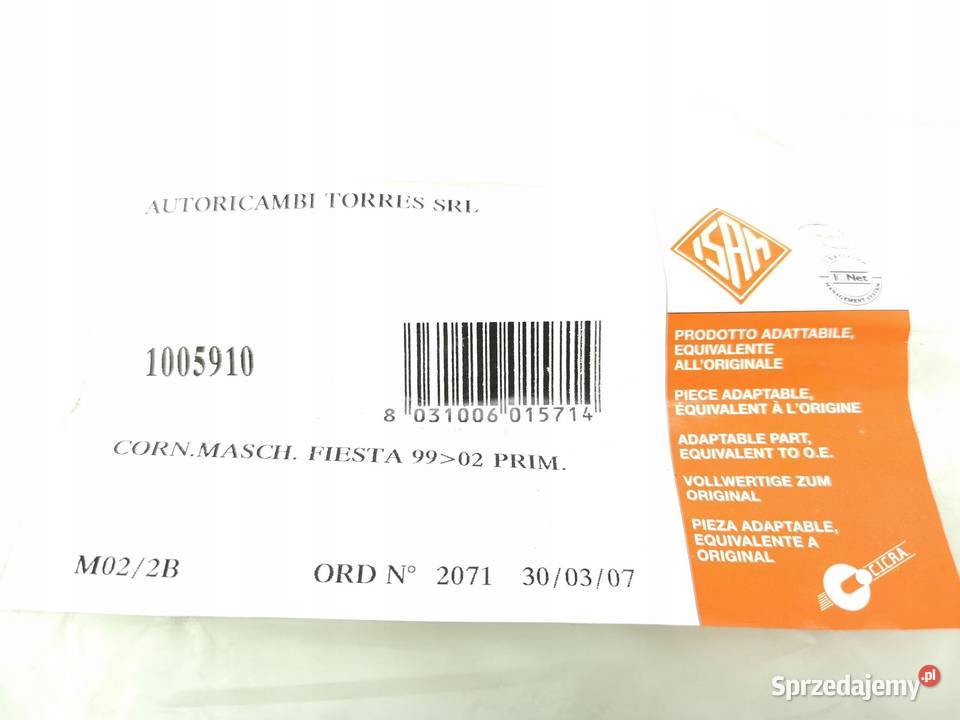 AUTORICAMBI TORRES SRL
ISAM
Net
MANAGEMENT SYSTEM
1005910
8 031006 015714
CORN.MASCH. FIESTA 99>02 PRIM.
M02/2B
ORD N° 2071 30/03/07
PRODOTTO ADATTABILE,
EQUIVALENTE
ALL'ORIGINALE
PIECE ADAPTABLE,
ÉQUIVALENT À L'ORIGINE
ADAPTABLE PART,
EQUIVALENT TO O.E.
VOLLWERTIGE ZUM
ORIGINAL
PIEZA ADAPTABLE,
EQUIVALENTE A
ORIGINAL
CICRA
Sprzedajemy.pl